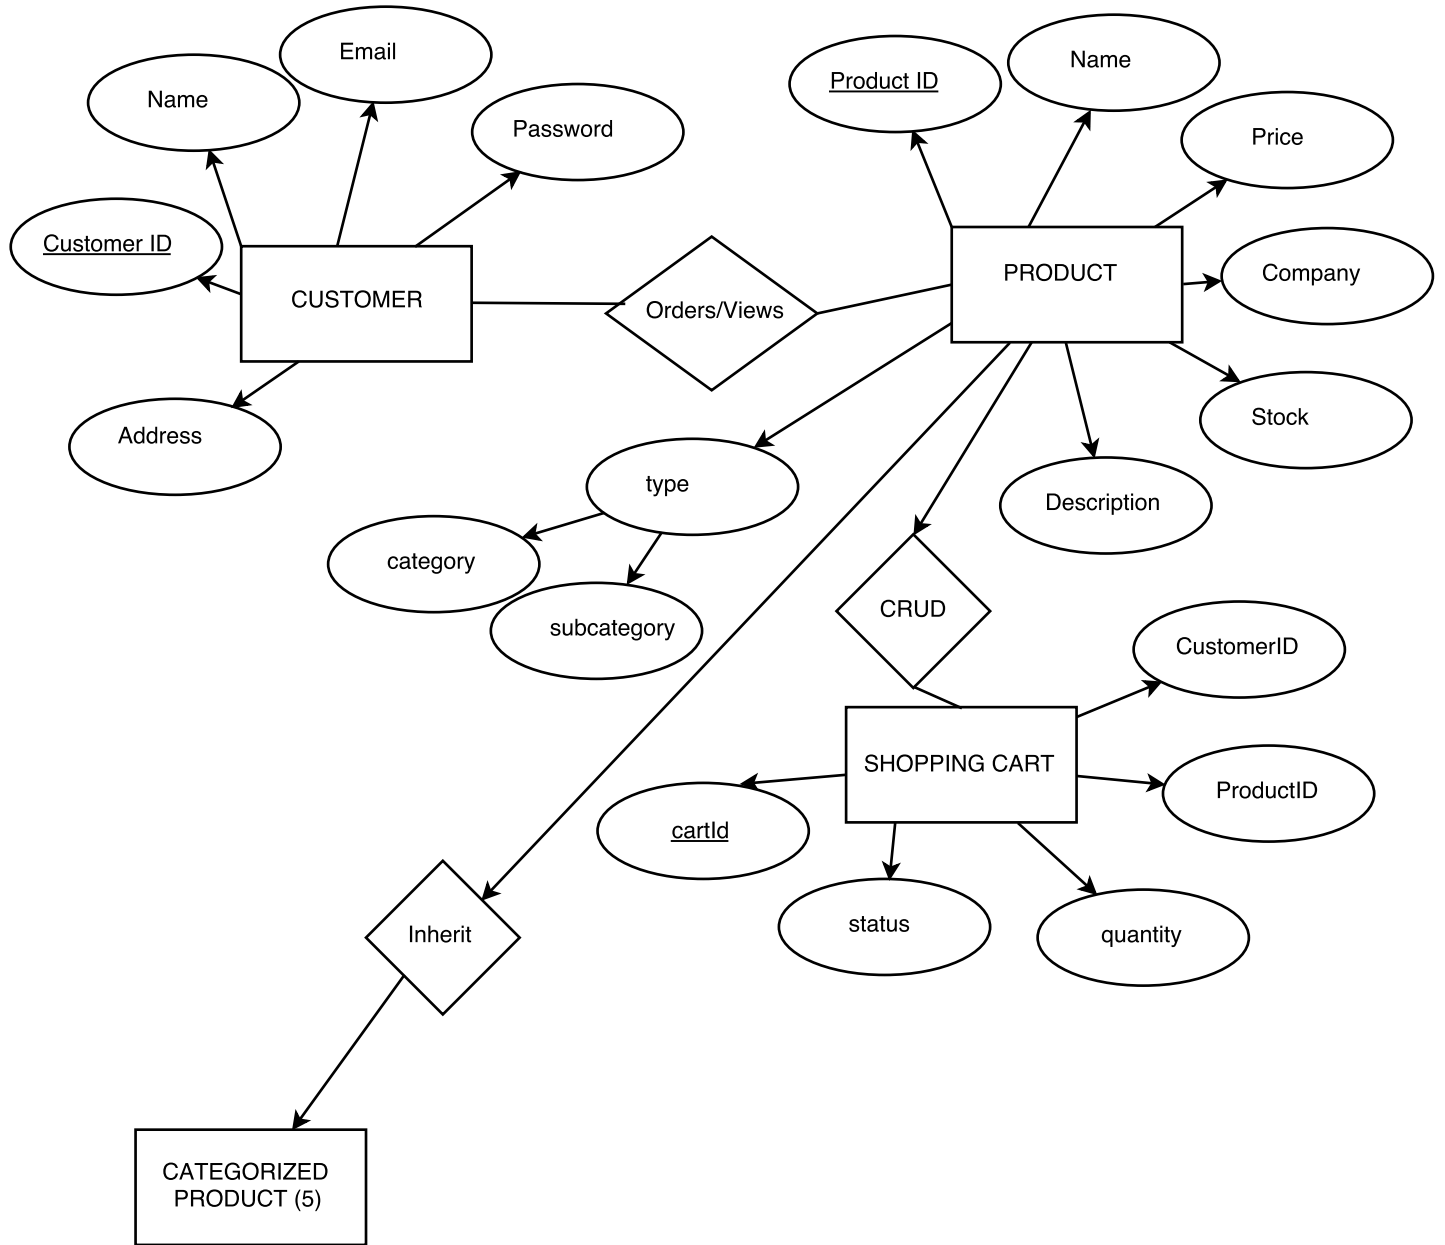 Email
Name
Password
Customer ID
CUSTOMER
Address
Orders/Views
Product ID
Name
Price
PRODUCT
Company
Stock
Description
type
category
subcategory
CRUD
CustomerID
SHOPPING CART
ProductID
cartId
status
quantity
Inherit
CATEGORIZED
PRODUCT (5)